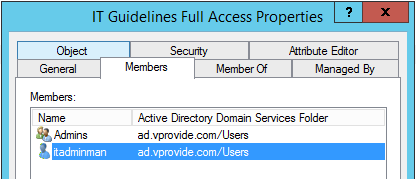 IT Guidelines Full Access Properties ? x
Object Security Attribute Editor
General Members Member Of Managed By
Members:
Name Active Directory Domain Services Folder
Admins ad.vprovide.com/Users
itadminman ad.vprovide.com/Users